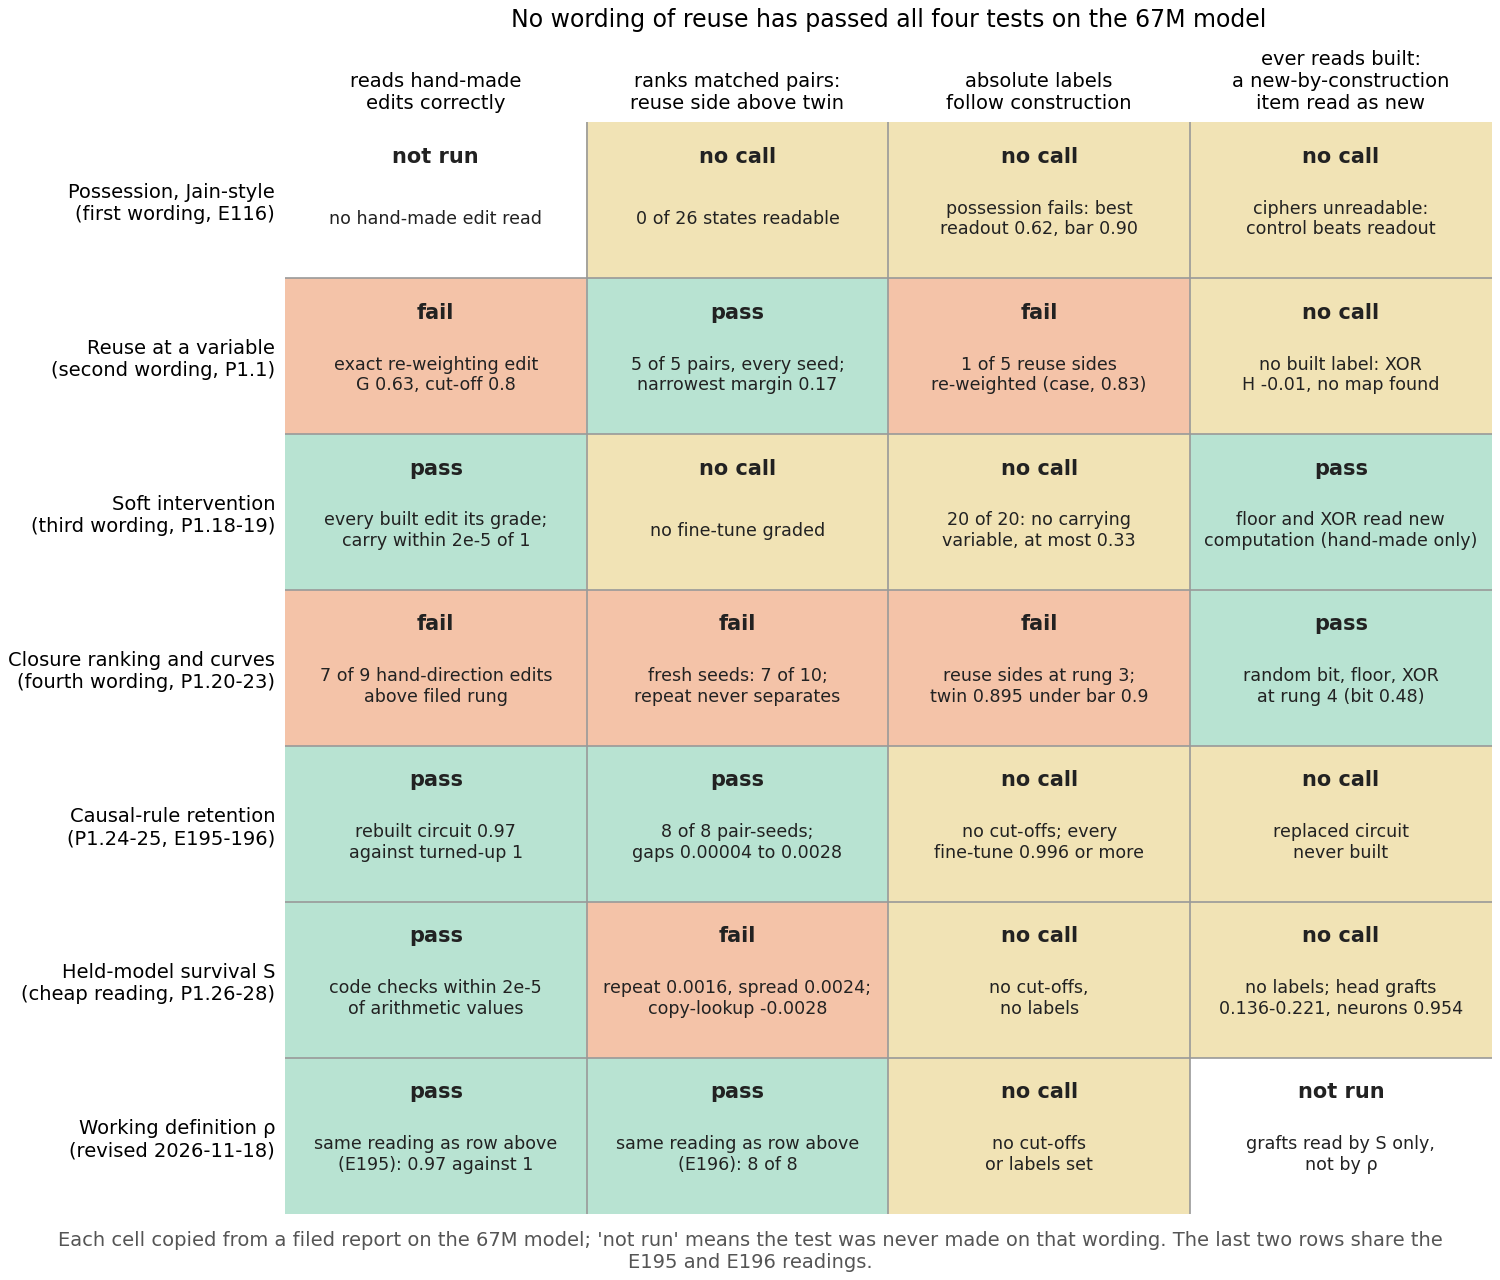 No wording of reuse has passed all four tests on the 67M model
reads hand-made
edits correctly
ranks matched pairs:
reuse side above twin
absolute labels
follow construction
ever reads built:
a new-by-construction
item read as new
Possession, Jain-style
(first wording, E116)
not run
no hand-made edit read
no call
0 of 26 states readable
no call
possession fails: best
readout 0.62, bar 0.90
no call
ciphers unreadable:
control beats readout
Reuse at a variable
(second wording, P1.1)
fail
exact re-weighting edit
G 0.63, cut-off 0.8
pass
5 of 5 pairs, every seed;
narrowest margin 0.17
fail
1 of 5 reuse sides
re-weighted (case, 0.83)
no call
no built label: XOR
H -0.01, no map found
Soft intervention
(third wording, P1.18-19)
pass
every built edit its grade;
carry within 2e-5 of 1
no call
no fine-tune graded
no call
20 of 20: no carrying
variable, at most 0.33
pass
floor and XOR read new
computation (hand-made only)
Closure ranking and curves
(fourth wording, P1.20-23)
fail
7 of 9 hand-direction edits
above filed rung
fail
fresh seeds: 7 of 10;
repeat never separates
fail
reuse sides at rung 3;
twin 0.895 under bar 0.9
pass
random bit, floor, XOR
at rung 4 (bit 0.48)
Causal-rule retention
(P1.24-25, E195-196)
pass
rebuilt circuit 0.97
against turned-up 1
pass
8 of 8 pair-seeds;
gaps 0.00004 to 0.0028
no call
no cut-offs; every
fine-tune 0.996 or more
no call
replaced circuit
never built
Held-model survival S
(cheap reading, P1.26-28)
pass
code checks within 2e-5
of arithmetic values
fail
repeat 0.0016, spread 0.0024;
copy-lookup -0.0028
no call
no cut-offs,
no labels
no call
no labels; head grafts
0.136-0.221, neurons 0.954
Working definition ρ
(revised 2026-11-18)
pass
same reading as row above
(E195): 0.97 against 1
pass
same reading as row above
(E196): 8 of 8
no call
no cut-offs
or labels set
not run
grafts read by S only,
not by ρ
Each cell copied from a filed report on the 67M model; 'not run' means the test was never made on that wording. The last two rows share the
E195 and E196 readings.